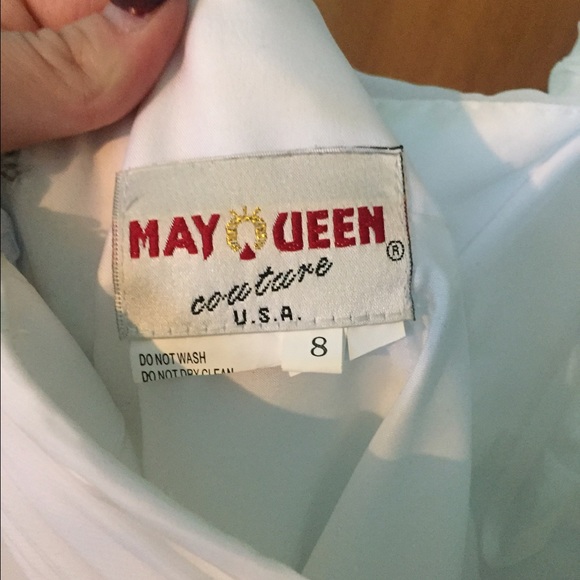 MAY QUEEN
®
couture
U.S.A.
8
DO NOT WASH
DO NOT DRY CLEAN